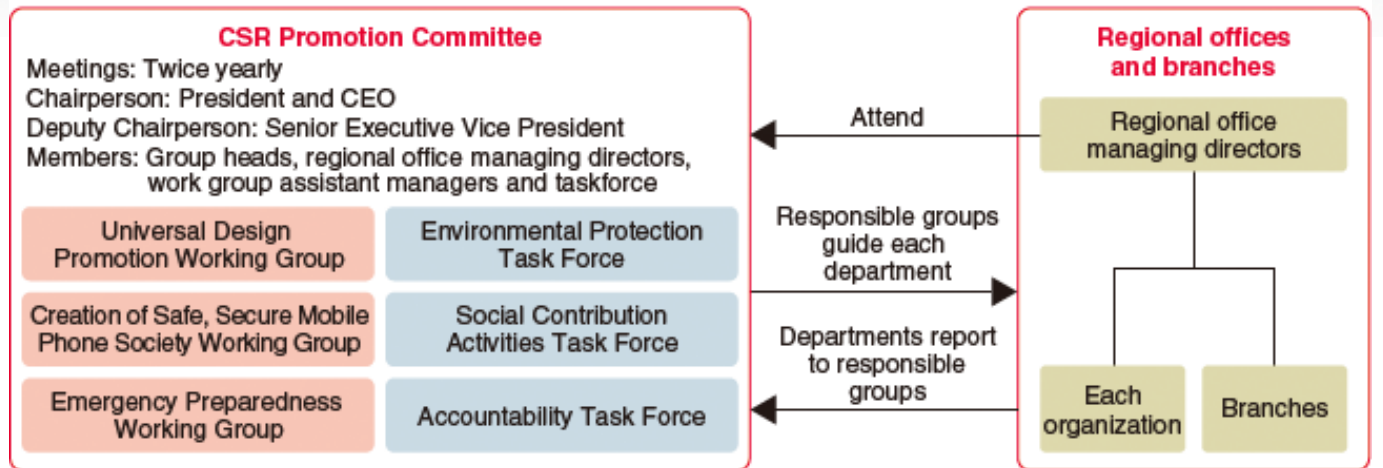 CSR Promotion Committee
Meetings: Twice yearly
Chairperson: President and CEO
Deputy Chairperson: Senior Executive Vice President
Members: Group heads, regional office managing directors,
work group assistant managers and taskforce
Universal Design
Promotion Working Group
Environmental Protection
Task Force
Creation of Safe, Secure Mobile
Phone Society Working Group
Social Contribution
Activities Task Force
Emergency Preparedness
Working Group
Accountability Task Force
Attend
Responsible groups
guide each
department
Departments report
to responsible
groups
Regional offices
and branches
Regional office
managing directors
Each
organization
Branches